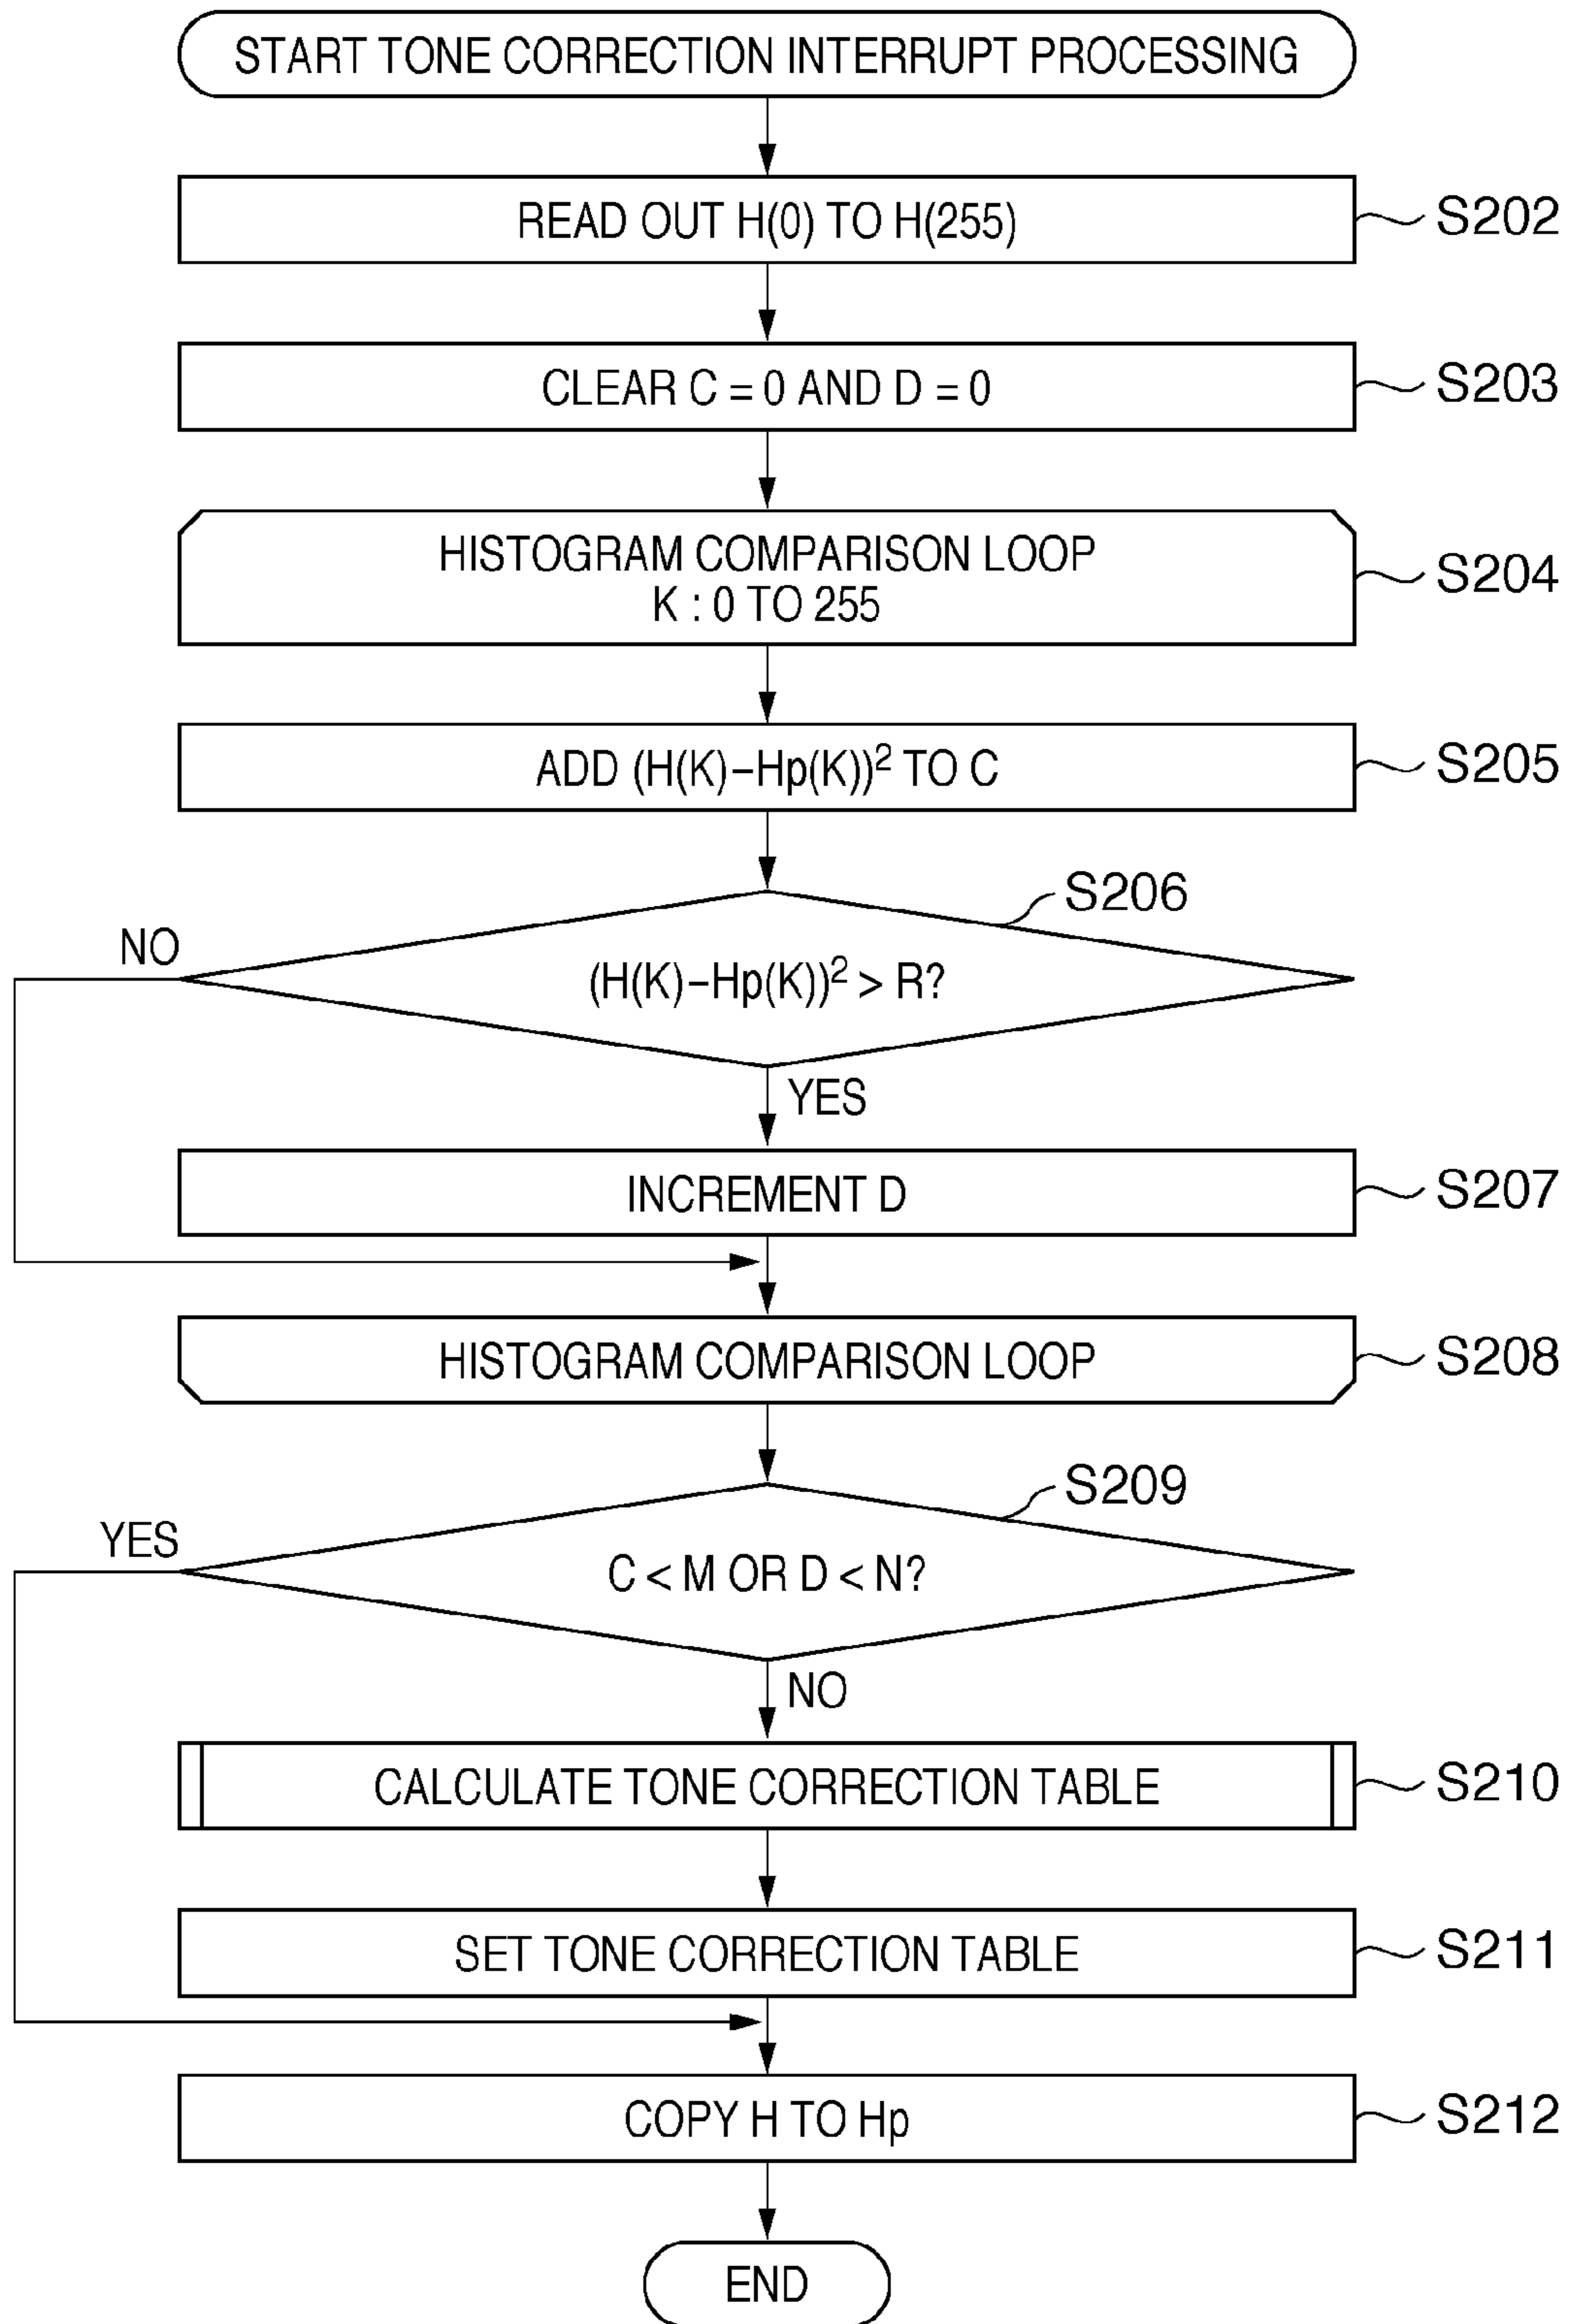 START TONE CORRECTION INTERRUPT PROCESSING
READ OUT H(0) TO H(255)
S202
CLEAR C = 0 AND D = 0
S203
HISTOGRAM COMPARISON LOOP
K : 0 TO 255
S204
ADD (H(K)−Hp(K))² TO C
S205
S206
NO
(H(K)−Hp(K))² > R?
YES
INCREMENT D
S207
HISTOGRAM COMPARISON LOOP
S208
S209
YES
C < M OR D < N?
NO
CALCULATE TONE CORRECTION TABLE
S210
SET TONE CORRECTION TABLE
S211
COPY H TO Hp
S212
END